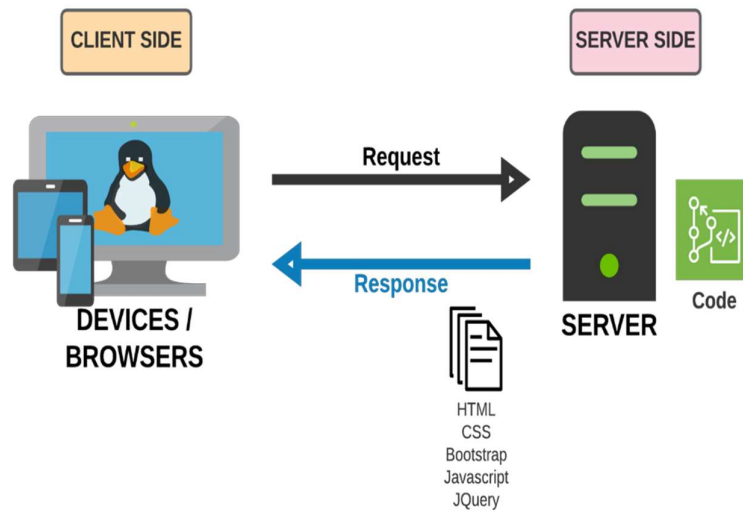 CLIENT SIDE
SERVER SIDE
Request
Response
DEVICES /
BROWSERS
SERVER
</>
Code
HTML
CSS
Bootstrap
Javascript
JQuery